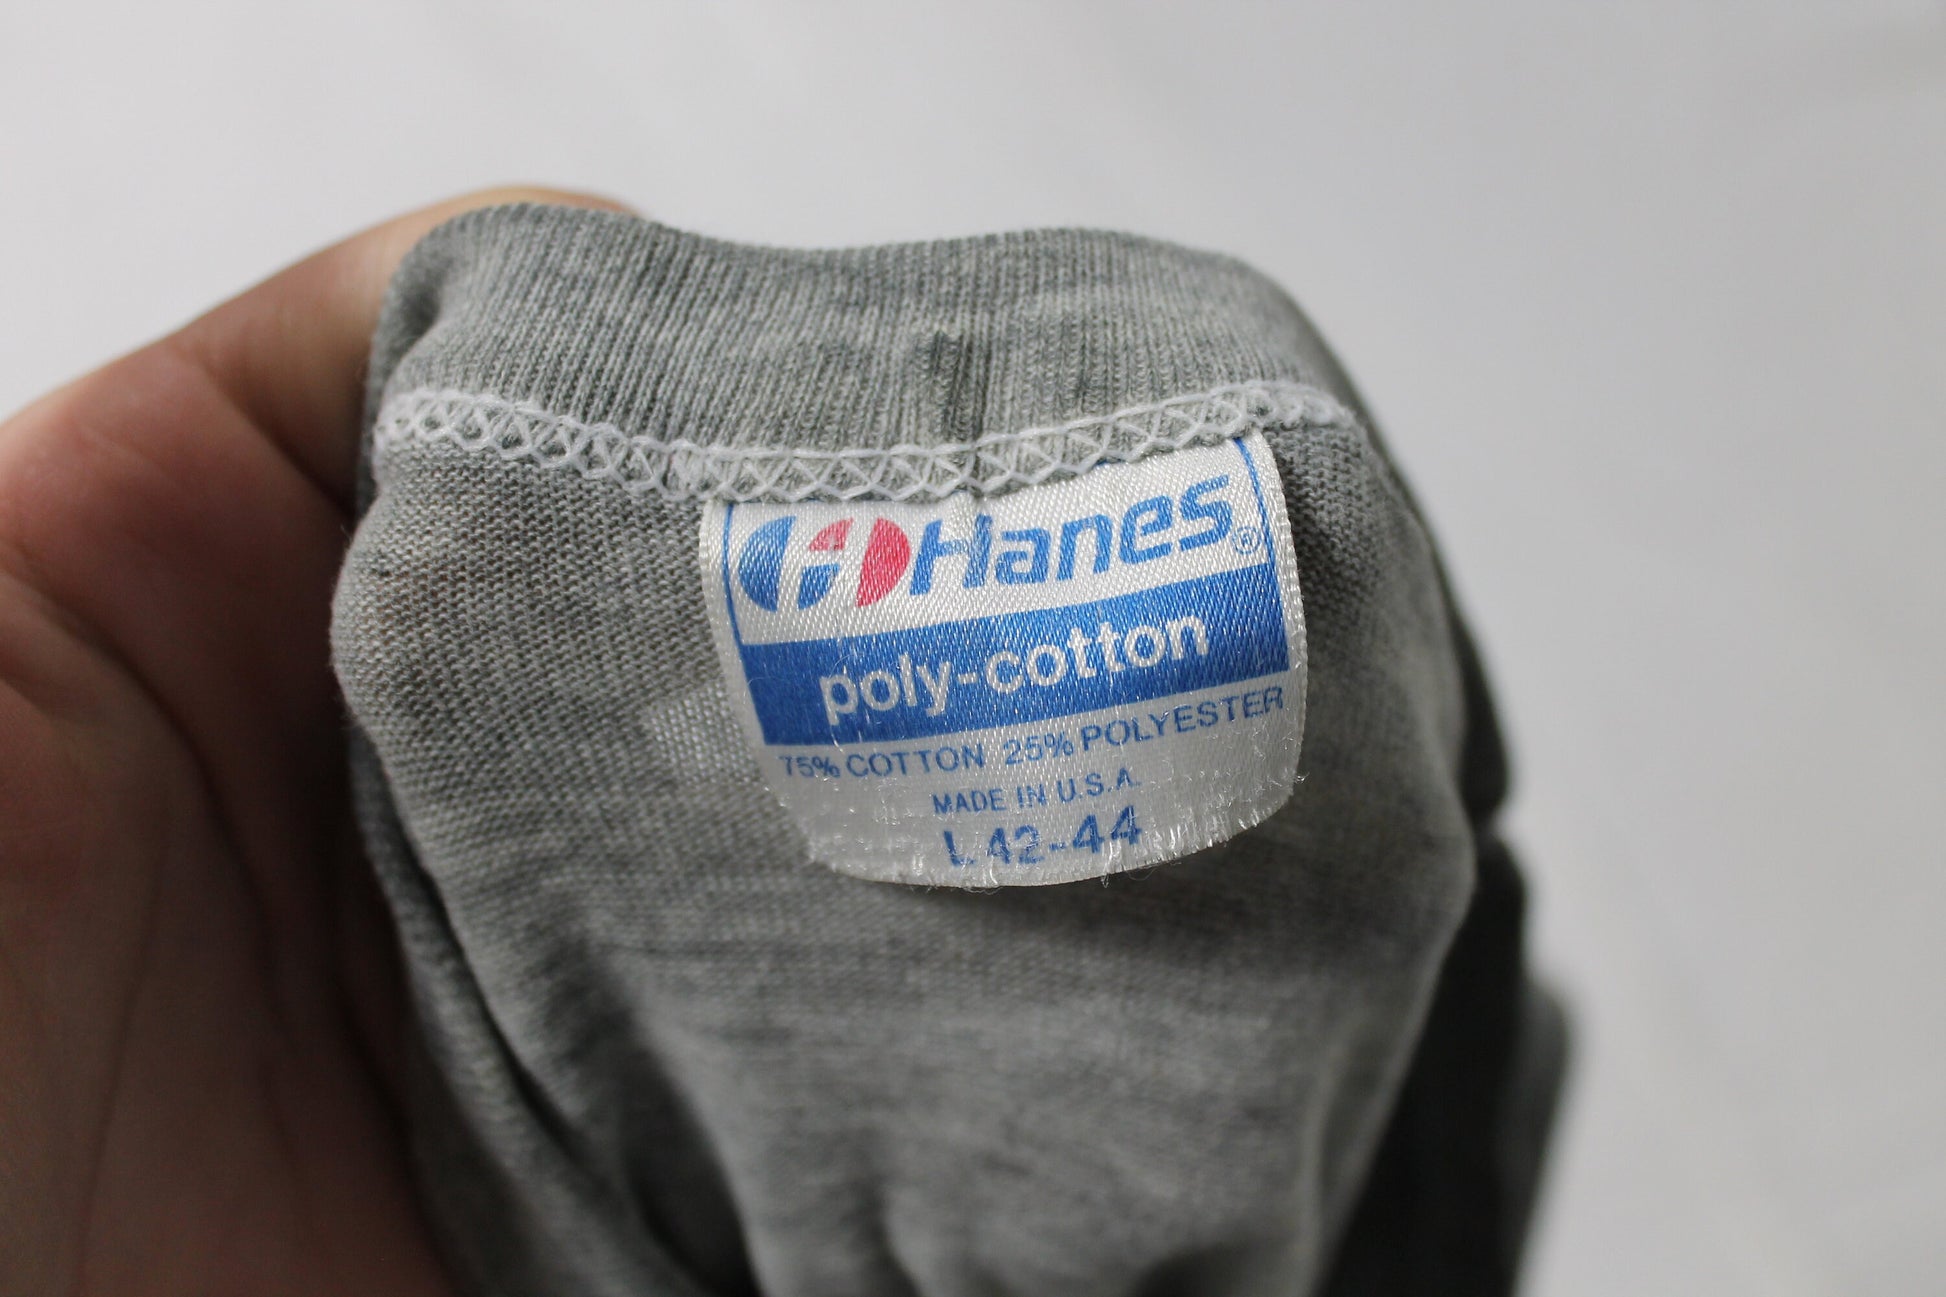 Hanes®
poly-cotton
75% COTTON 25% POLYESTER
MADE IN U.S.A.
L 42-44